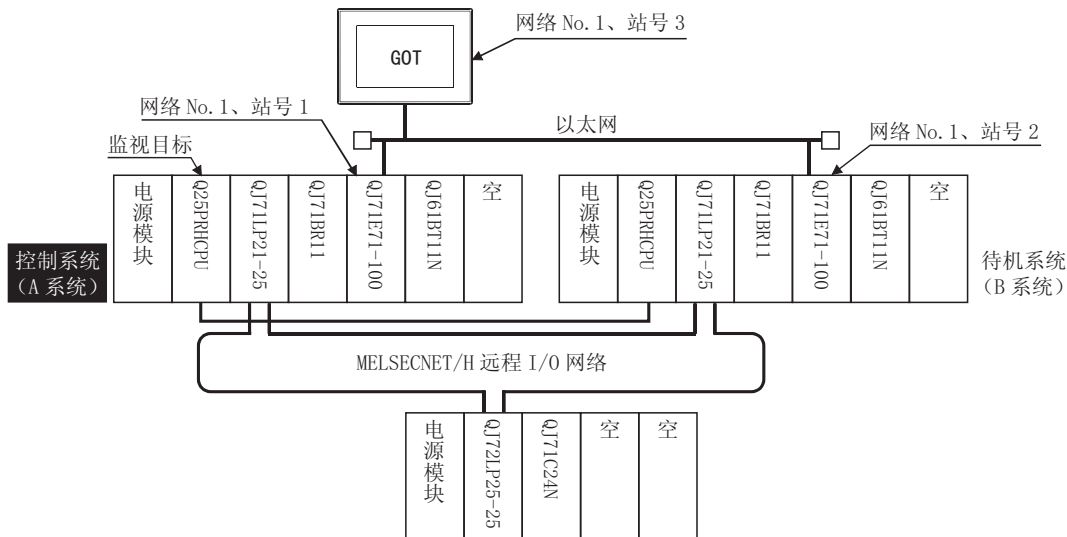 网络 No.1、站号 3
GOT
网络 No.1、站号 1
以太网
网络 No.1、站号 2
监视目标
电源模块
Q25PRHCPU
QJ71LP21-25
QJ71BR11
QJ71E71-100
QJ61BT11N
空
电源模块
Q25PRHCPU
QJ71LP21-25
QJ71BR11
QJ71E71-100
QJ61BT11N
空
控制系统
（A 系统）
待机系统
（B 系统）
MELSECNET/H 远程 I/O 网络
电源模块
QJ72LP25-25
QJ71C24N
空
空